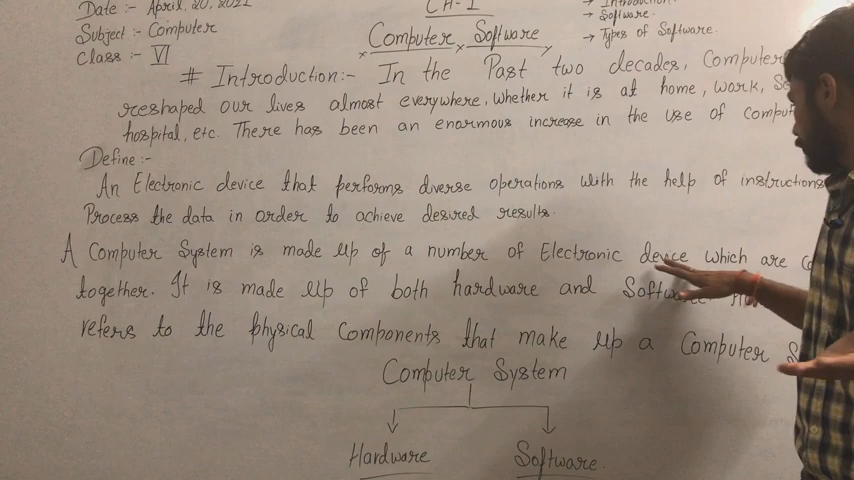 Date :- April, 20, 2021
CH-1
→ Introduction.
Subject :- Coimputer
→ Software.
Class :- VI
Computer Software
→ Types of Software.
# Introduction:- In the Past two decades, Computer
reshaped our lives almost everywhere, whether it is at home, work,
hospital, etc. There has been an enormous increase in the use of
Define :-
An Electronic device that performs diverse operations with the help of instructions
Process the data in order to achieve desired results.
A Computer System is made up of a number of Electronic device which are
together. It is made up of both hardware and
refers to the physical Components that make up a Computer
Computer System
Hardware
Software.